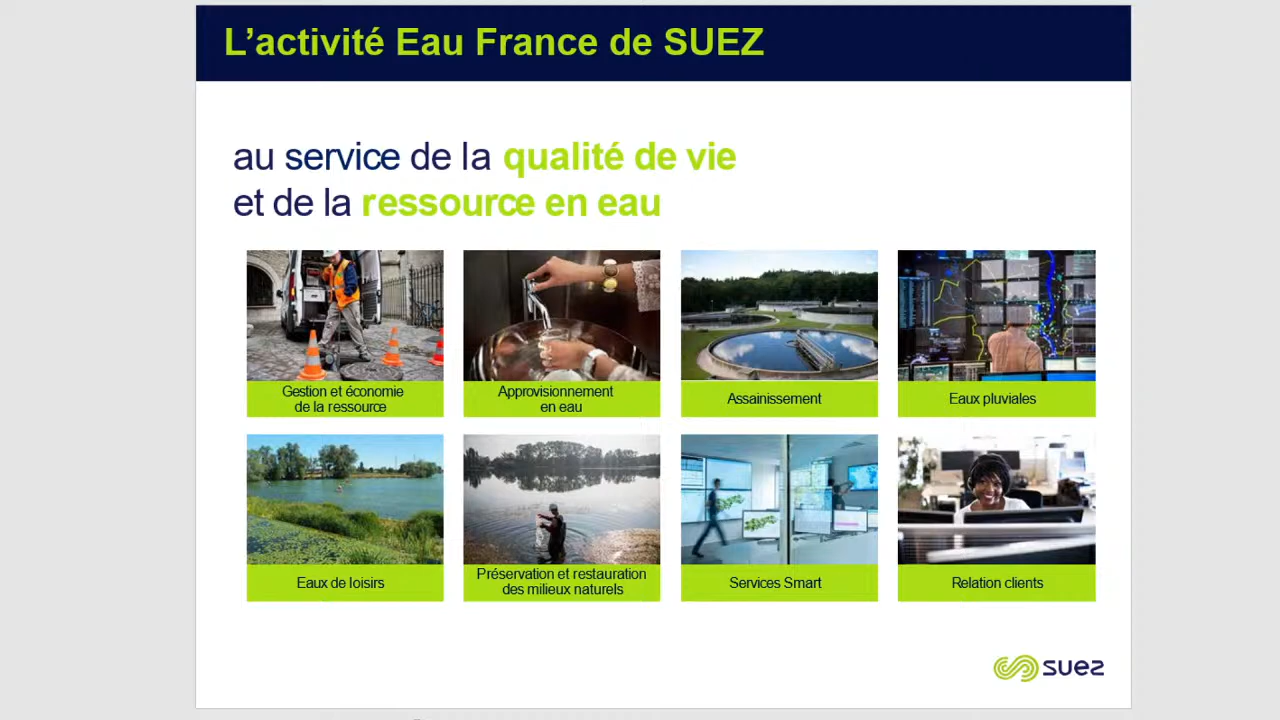 L’activité Eau France de SUEZ
au service de la qualité de vie
et de la ressource en eau
Gestion et économie
de la ressource
Approvisionnement
en eau
Assainissement
Eaux pluviales
Eaux de loisirs
Préservation et restauration
des milieux naturels
Services Smart
Relation clients
suez